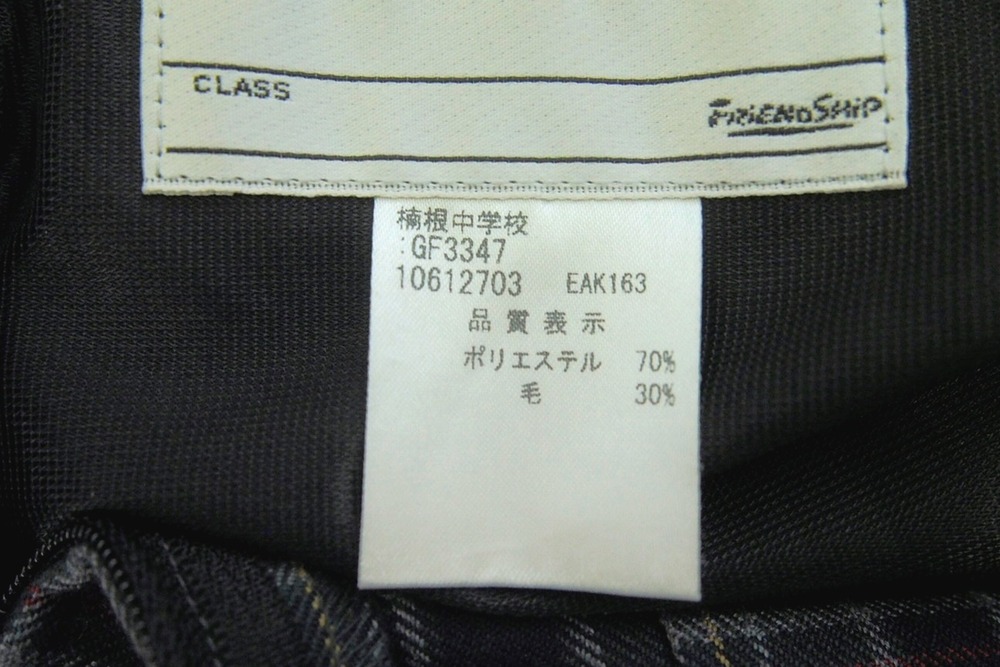 CLASS
FRIENDSHIP
楠根中学校
:GF3347
10612703 EAK163
品質表示
ポリエステル 70%
毛 30%